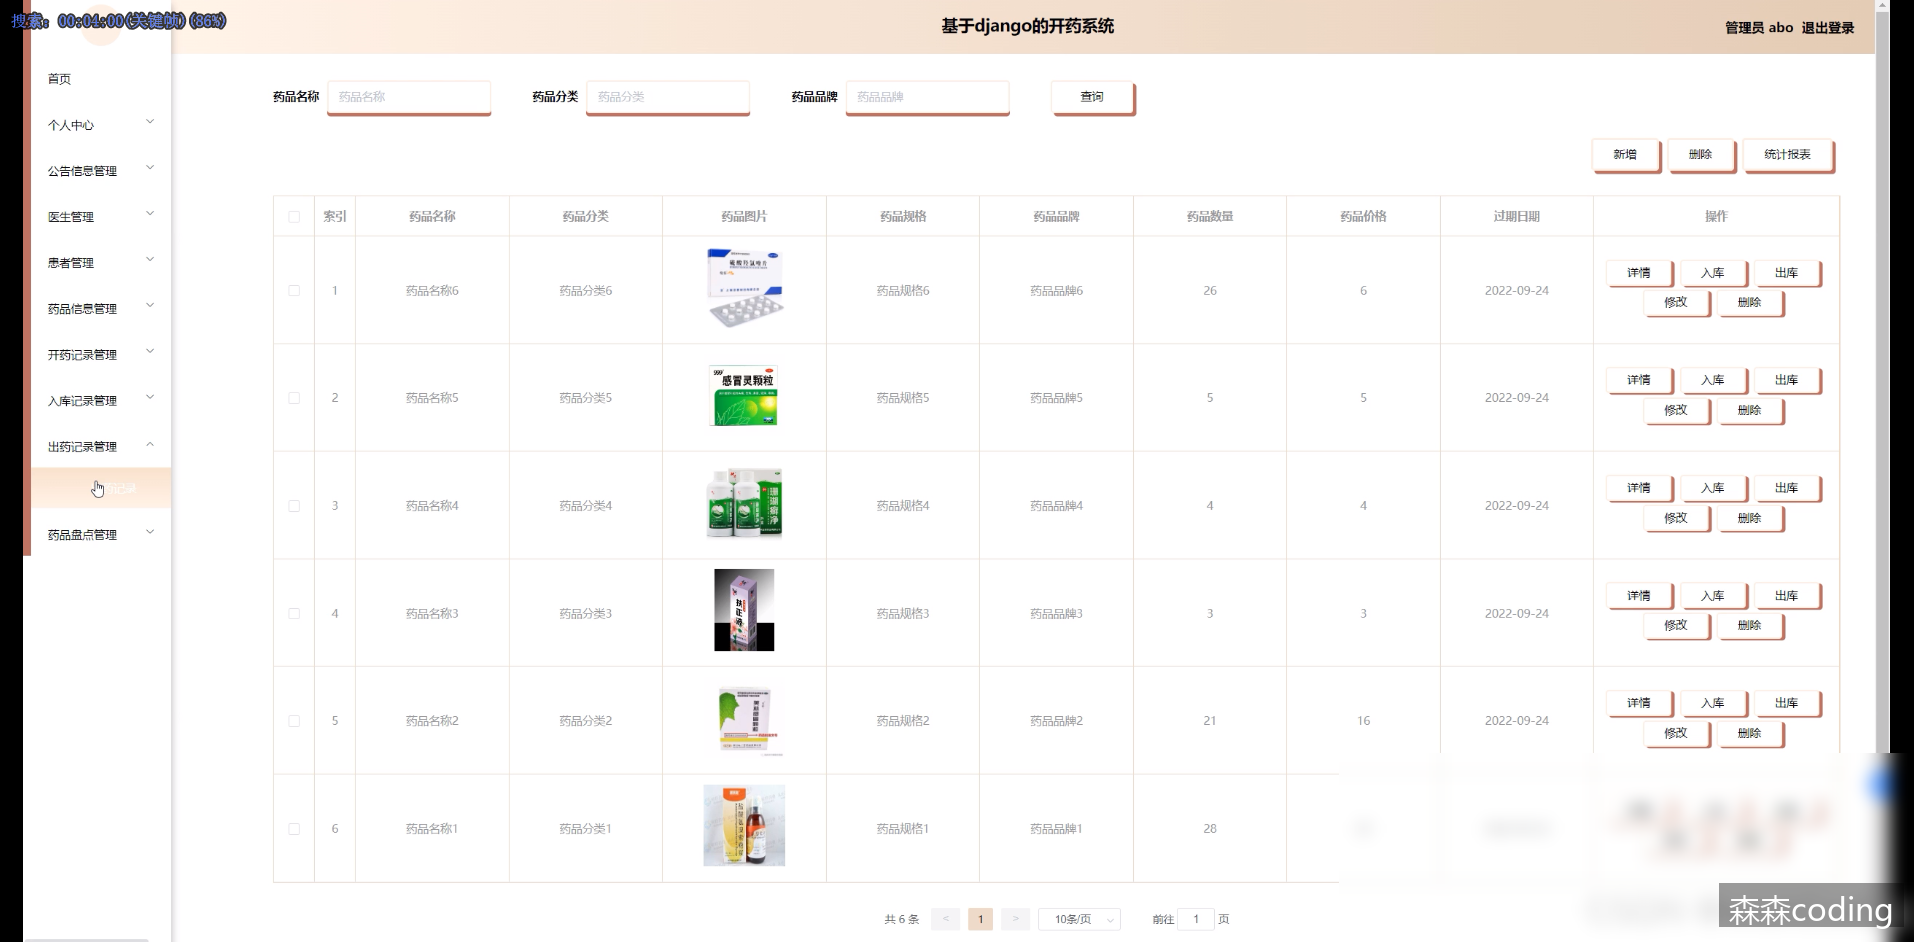 搜索: 00:04:00(关键帧)(86%)
基于django的开药系统
管理员 abo 退出登录
首页
个人中心
公告信息管理
医生管理
患者管理
药品信息管理
开药记录管理
入库记录管理
出药记录管理
记录
药品盘点管理
药品名称 药品名称 药品分类 药品分类 药品品牌 药品品牌 查询
新增 删除 统计报表
索引 药品名称 药品分类 药品图片 药品规格 药品品牌 药品数量 药品价格 过期日期 操作
1 药品名称6 药品分类6 药品规格6 药品品牌6 26 6 2022-09-24 详情 入库 出库
修改 删除
2 药品名称5 药品分类5 999 感冒灵颗粒 药品规格5 药品品牌5 5 5 2022-09-24 详情 入库 出库
修改 删除
3 药品名称4 药品分类4 药品规格4 药品品牌4 4 4 2022-09-24 详情 入库 出库
修改 删除
4 药品名称3 药品分类3 药品规格3 药品品牌3 3 3 2022-09-24 详情 入库 出库
修改 删除
5 药品名称2 药品分类2 药品规格2 药品品牌2 21 16 2022-09-24 详情 入库 出库
修改 删除
6 药品名称1 药品分类1 药品规格1 药品品牌1 28
共 6 条 < 1 > 10条/页 前往 1 页
森森coding